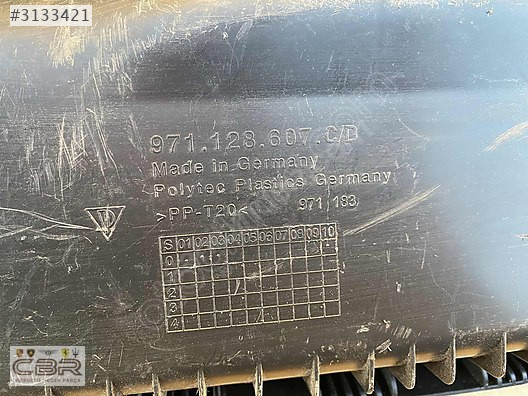 #3133421
971.128.607.C/D
Made in Germany
Polytec Plastics Germany
>PP-T20< 971 183
S 01 02 03 04 05 06 07 08 09 10
0
1
2
3
4
CBR